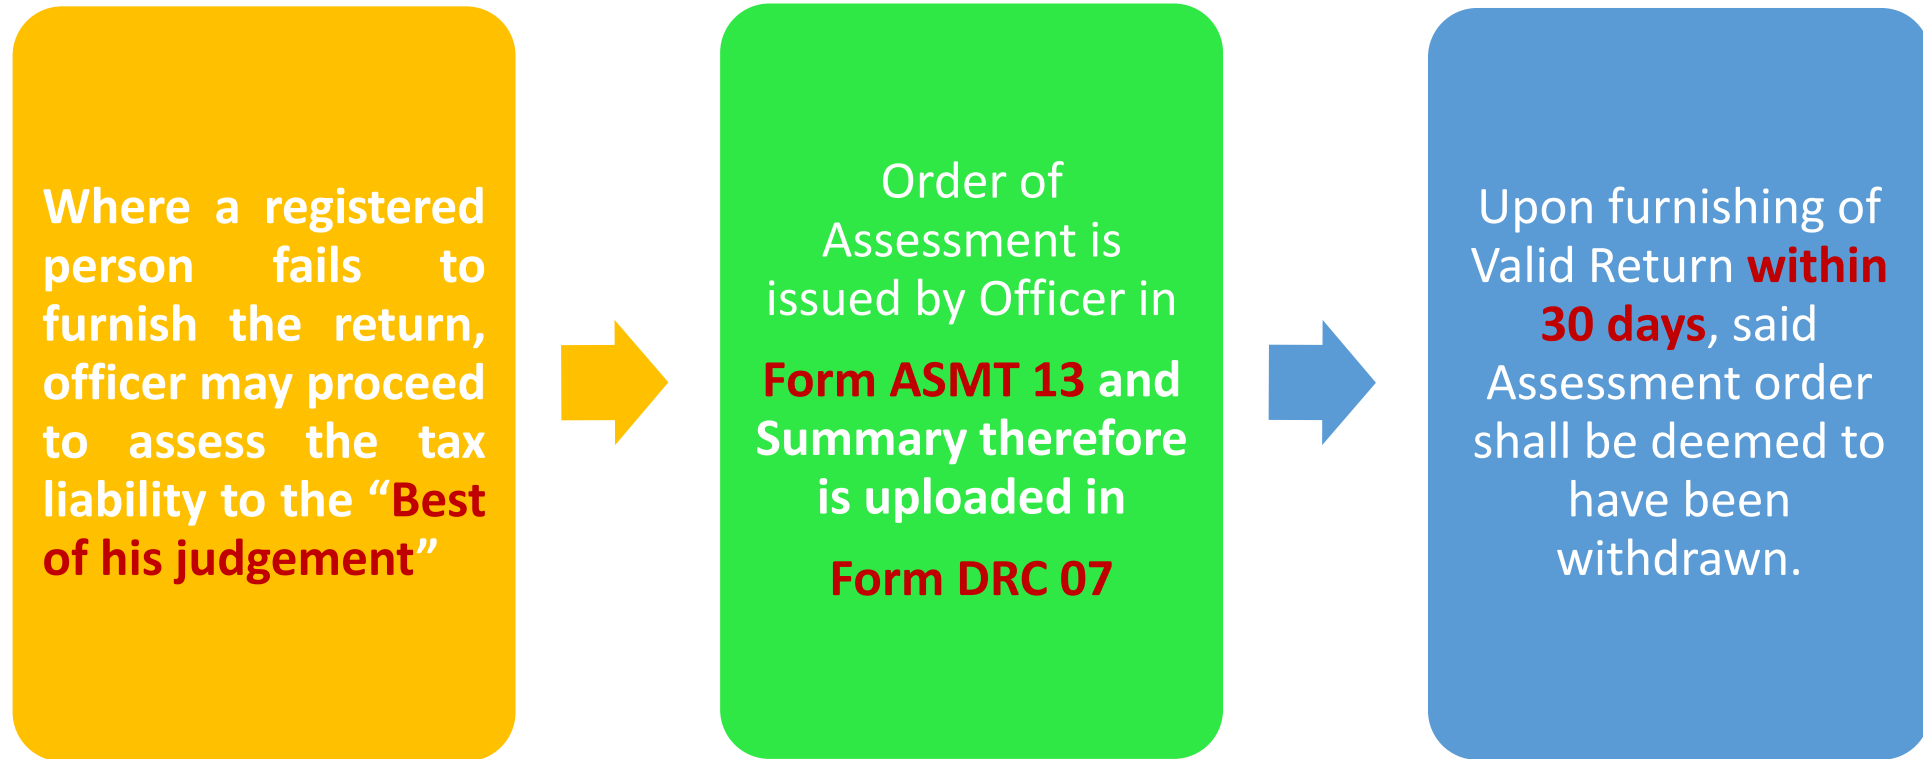 Where a registered
person fails to
furnish the return,
officer may proceed
to assess the tax
liability to the “Best
of his judgement”
Order of
Assessment is
issued by Officer in
Form ASMT 13 and
Summary therefore
is uploaded in
Form DRC 07
Upon furnishing of
Valid Return within
30 days, said
Assessment order
shall be deemed to
have been
withdrawn.